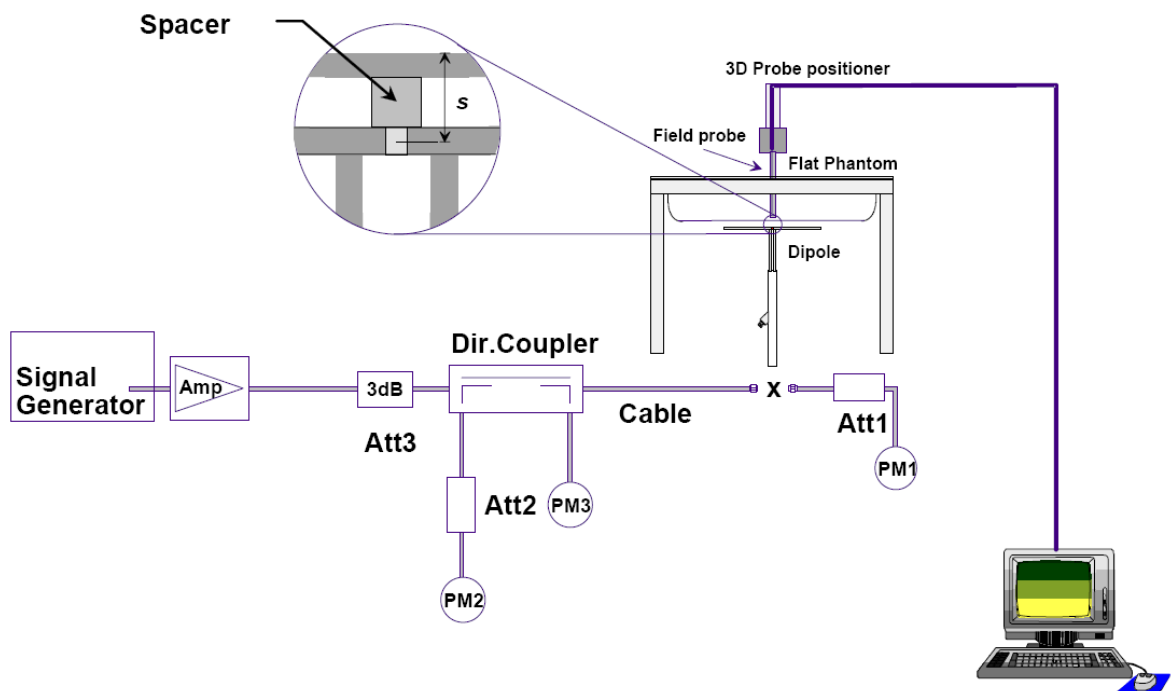 Spacer
s
3D Probe positioner
Field probe
Flat Phantom
Dipole
Signal
Generator
Amp
3dB
Att3
Dir.Coupler
Cable
x
Att1
PM1
Att2
PM3
PM2